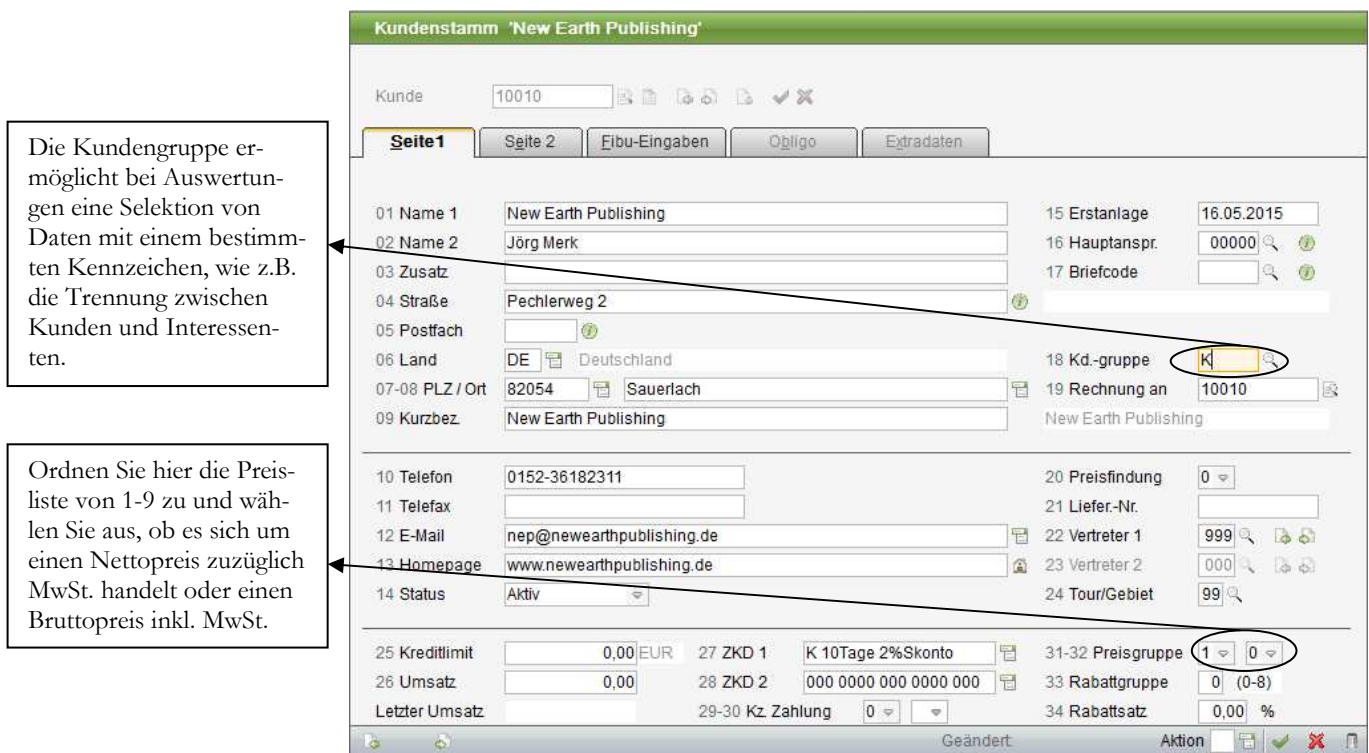 Kundenstamm 'New Earth Publishing'
Kunde 10010
Seite1 Seite 2 Fibu-Eingaben Obligo Extradaten
Die Kundengruppe er-
möglicht bei Auswertun-
gen eine Selektion von
Daten mit einem bestimm-
ten Kennzeichen, wie z.B.
die Trennung zwischen
Kunden und Interessen-
ten.
01 Name 1 New Earth Publishing 15 Erstanlage 16.05.2015
02 Name 2 Jörg Merk 16 Hauptanspr. 00000
03 Zusatz 17 Briefcode
04 Straße Pechlerweg 2
05 Postfach
06 Land DE Deutschland 18 Kd.-gruppe K
07-08 PLZ / Ort 82054 Sauerlach 19 Rechnung an 10010
09 Kurzbez. New Earth Publishing New Earth Publishing
Ordnen Sie hier die Preis-
liste von 1-9 zu und wäh-
len Sie aus, ob es sich um
einen Nettopreis zuzüglich
MwSt. handelt oder einen
Bruttopreis inkl. MwSt.
10 Telefon 0152-36182311 20 Preisfindung 0
11 Telefax 21 Liefer.-Nr.
12 E-Mail nep@newearthpublishing.de 22 Vertreter 1 999
13 Homepage www.newearthpublishing.de 23 Vertreter 2 000
14 Status Aktiv 24 Tour/Gebiet 99
25 Kreditlimit 0,00 EUR 27 ZKD 1 K 10Tage 2%Skonto 31-32 Preisgruppe 1 0
26 Umsatz 0,00 28 ZKD 2 000 0000 000 0000 000 33 Rabattgruppe 0 (0-8)
Letzter Umsatz 29-30 Kz. Zahlung 0 34 Rabattsatz 0,00 %
Geändert: Aktion